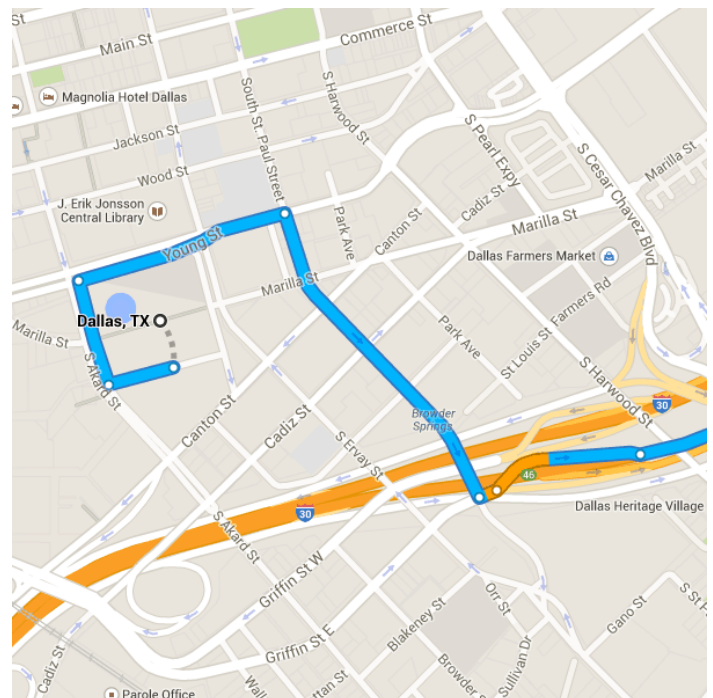 Main St
Commerce St
Magnolia Hotel Dallas
South St. Paul Street
S Harwood St
Jackson St
S Pearl Expy
S Cesar Chavez Blvd
Wood St
Marilla St
J. Erik Jonsson
Central Library
Park Ave
Canton St
Cadiz St
Marilla St
Young St
Dallas Farmers Market
Marilla St
Farmers Rd
Dallas, TX
Marilla St
St Louis St
Park Ave
S Akard St
S Harwood St
Canton St
Cadiz St
Browder
Springs
30
S Ervay St
46
30
Dallas Heritage Village
S Akard St
Griffin St W
Orr St
Gano St
S St P
Blakeney St
Griffin St E
Sullivan Dr
Cadiz St
Wall
ttan St
Browder S
Parole Office